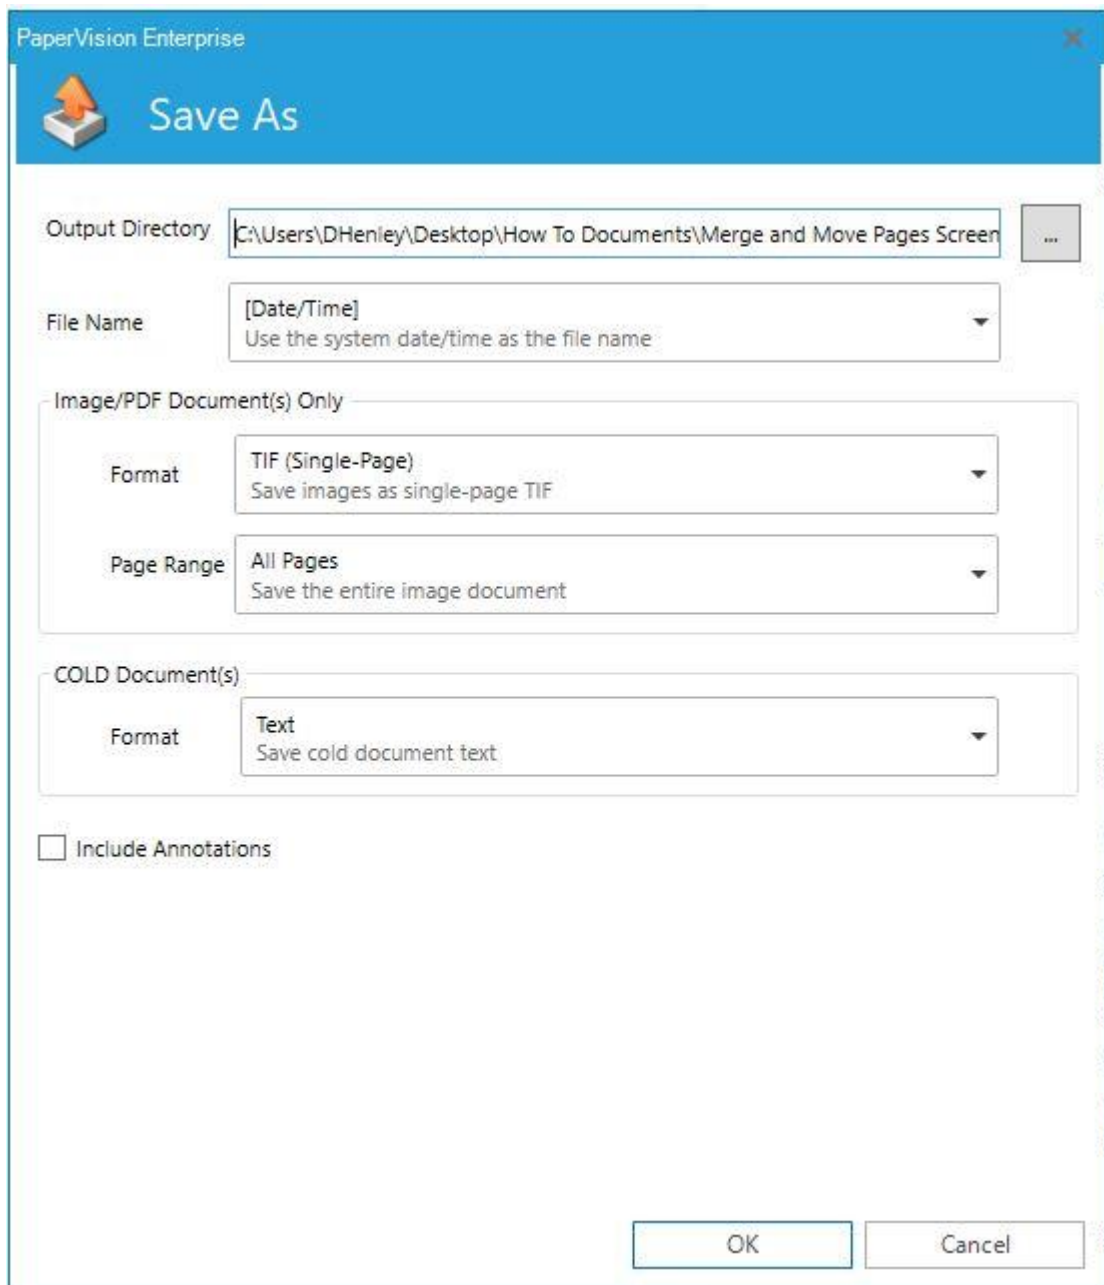 PaperVision Enterprise
Save As
Output Directory
C:\Users\DHenley\Desktop\How To Documents\Merge and Move Pages Screen
...
File Name
[Date/Time]
Use the system date/time as the file name
Image/PDF Document(s) Only
Format
TIF (Single-Page)
Save images as single-page TIF
Page Range
All Pages
Save the entire image document
COLD Document(s)
Format
Text
Save cold document text
Include Annotations
OK
Cancel